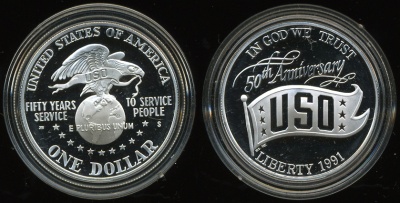 UNITED STATES OF AMERICA
USO
FIFTY YEARS
SERVICE
TO SERVICE
PEOPLE
E PLURIBUS UNUM
S
ONE DOLLAR
IN GOD WE TRUST
50th Anniversary
USO
LIBERTY 1991